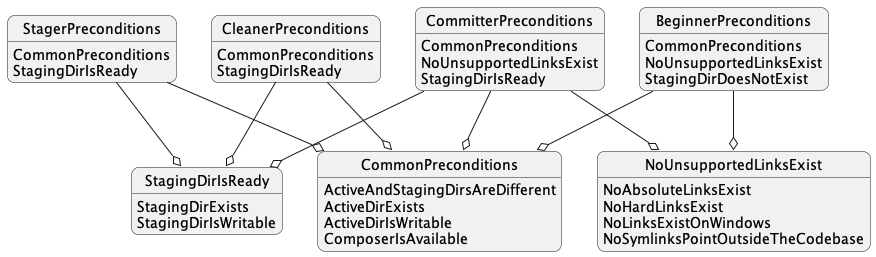 StagerPreconditions
CommonPreconditions
StagingDirIsReady
CleanerPreconditions
CommonPreconditions
StagingDirIsReady
CommitterPreconditions
CommonPreconditions
NoUnsupportedLinksExist
StagingDirIsReady
BeginnerPreconditions
CommonPreconditions
NoUnsupportedLinksExist
StagingDirDoesNotExist
StagingDirIsReady
StagingDirExists
StagingDirIsWritable
CommonPreconditions
ActiveAndStagingDirsAreDifferent
ActiveDirExists
ActiveDirIsWritable
ComposerIsAvailable
NoUnsupportedLinksExist
NoAbsoluteLinksExist
NoHardLinksExist
NoLinksExistOnWindows
NoSymlinksPointOutsideTheCodebase